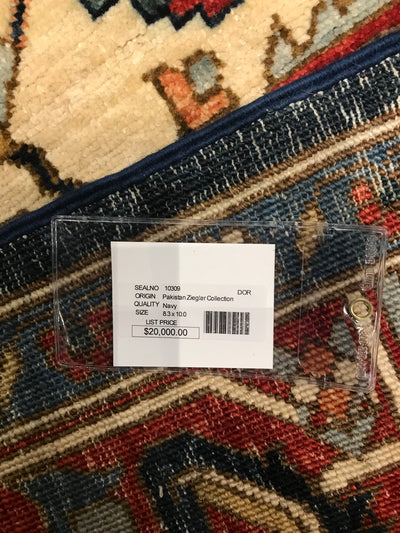 SEALNO 10309 DOR
ORIGIN Pakistan Ziegler Collection
QUALITY Navy
SIZE 8.3 x 10.0
LIST PRICE
$20,000.00